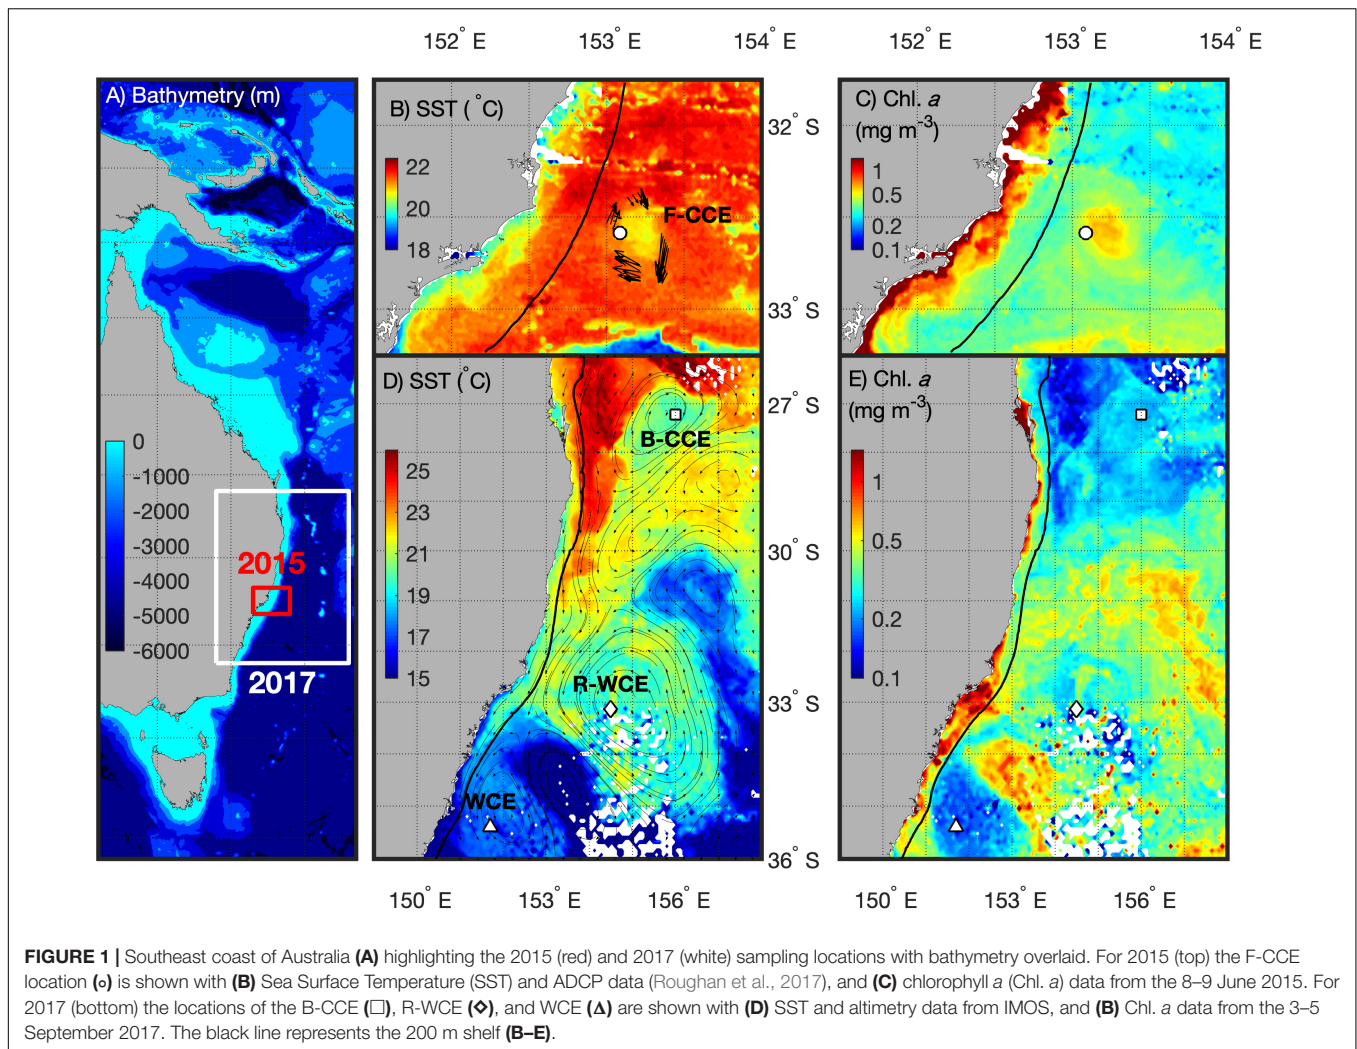 152° E 153° E 154° E 152° E 153° E 154° E
A) Bathymetry (m)
0
-1000
-2000
-3000
-4000
-5000
-6000
2015
2017
B) SST (°C)
22
20
18
F-CCE
32° S
33° S
C) Chl. a
(mg m-3)
1
0.5
0.2
0.1
D) SST (°C)
25
23
21
19
17
15
B-CCE
R-WCE
WCE
27° S
30° S
33° S
36° S
E) Chl. a
(mg m-3)
1
0.5
0.2
0.1
150° E 153° E 156° E 150° E 153° E 156° E
FIGURE 1 | Southeast coast of Australia (A) highlighting the 2015 (red) and 2017 (white) sampling locations with bathymetry overlaid. For 2015 (top) the F-CCE
location (o) is shown with (B) Sea Surface Temperature (SST) and ADCP data (Roughan et al., 2017), and (C) chlorophyll a (Chl. a) data from the 8–9 June 2015. For
2017 (bottom) the locations of the B-CCE (□), R-WCE (◇), and WCE (Δ) are shown with (D) SST and altimetry data from IMOS, and (B) Chl. a data from the 3–5
September 2017. The black line represents the 200 m shelf (B–E).